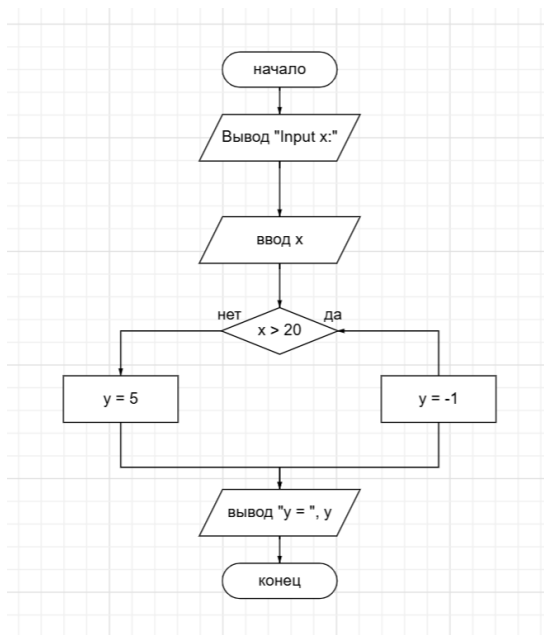 начало
Вывод "Input x:"
ввод x
нет
да
x > 20
y = 5
y = -1
вывод "y = ", y
конец